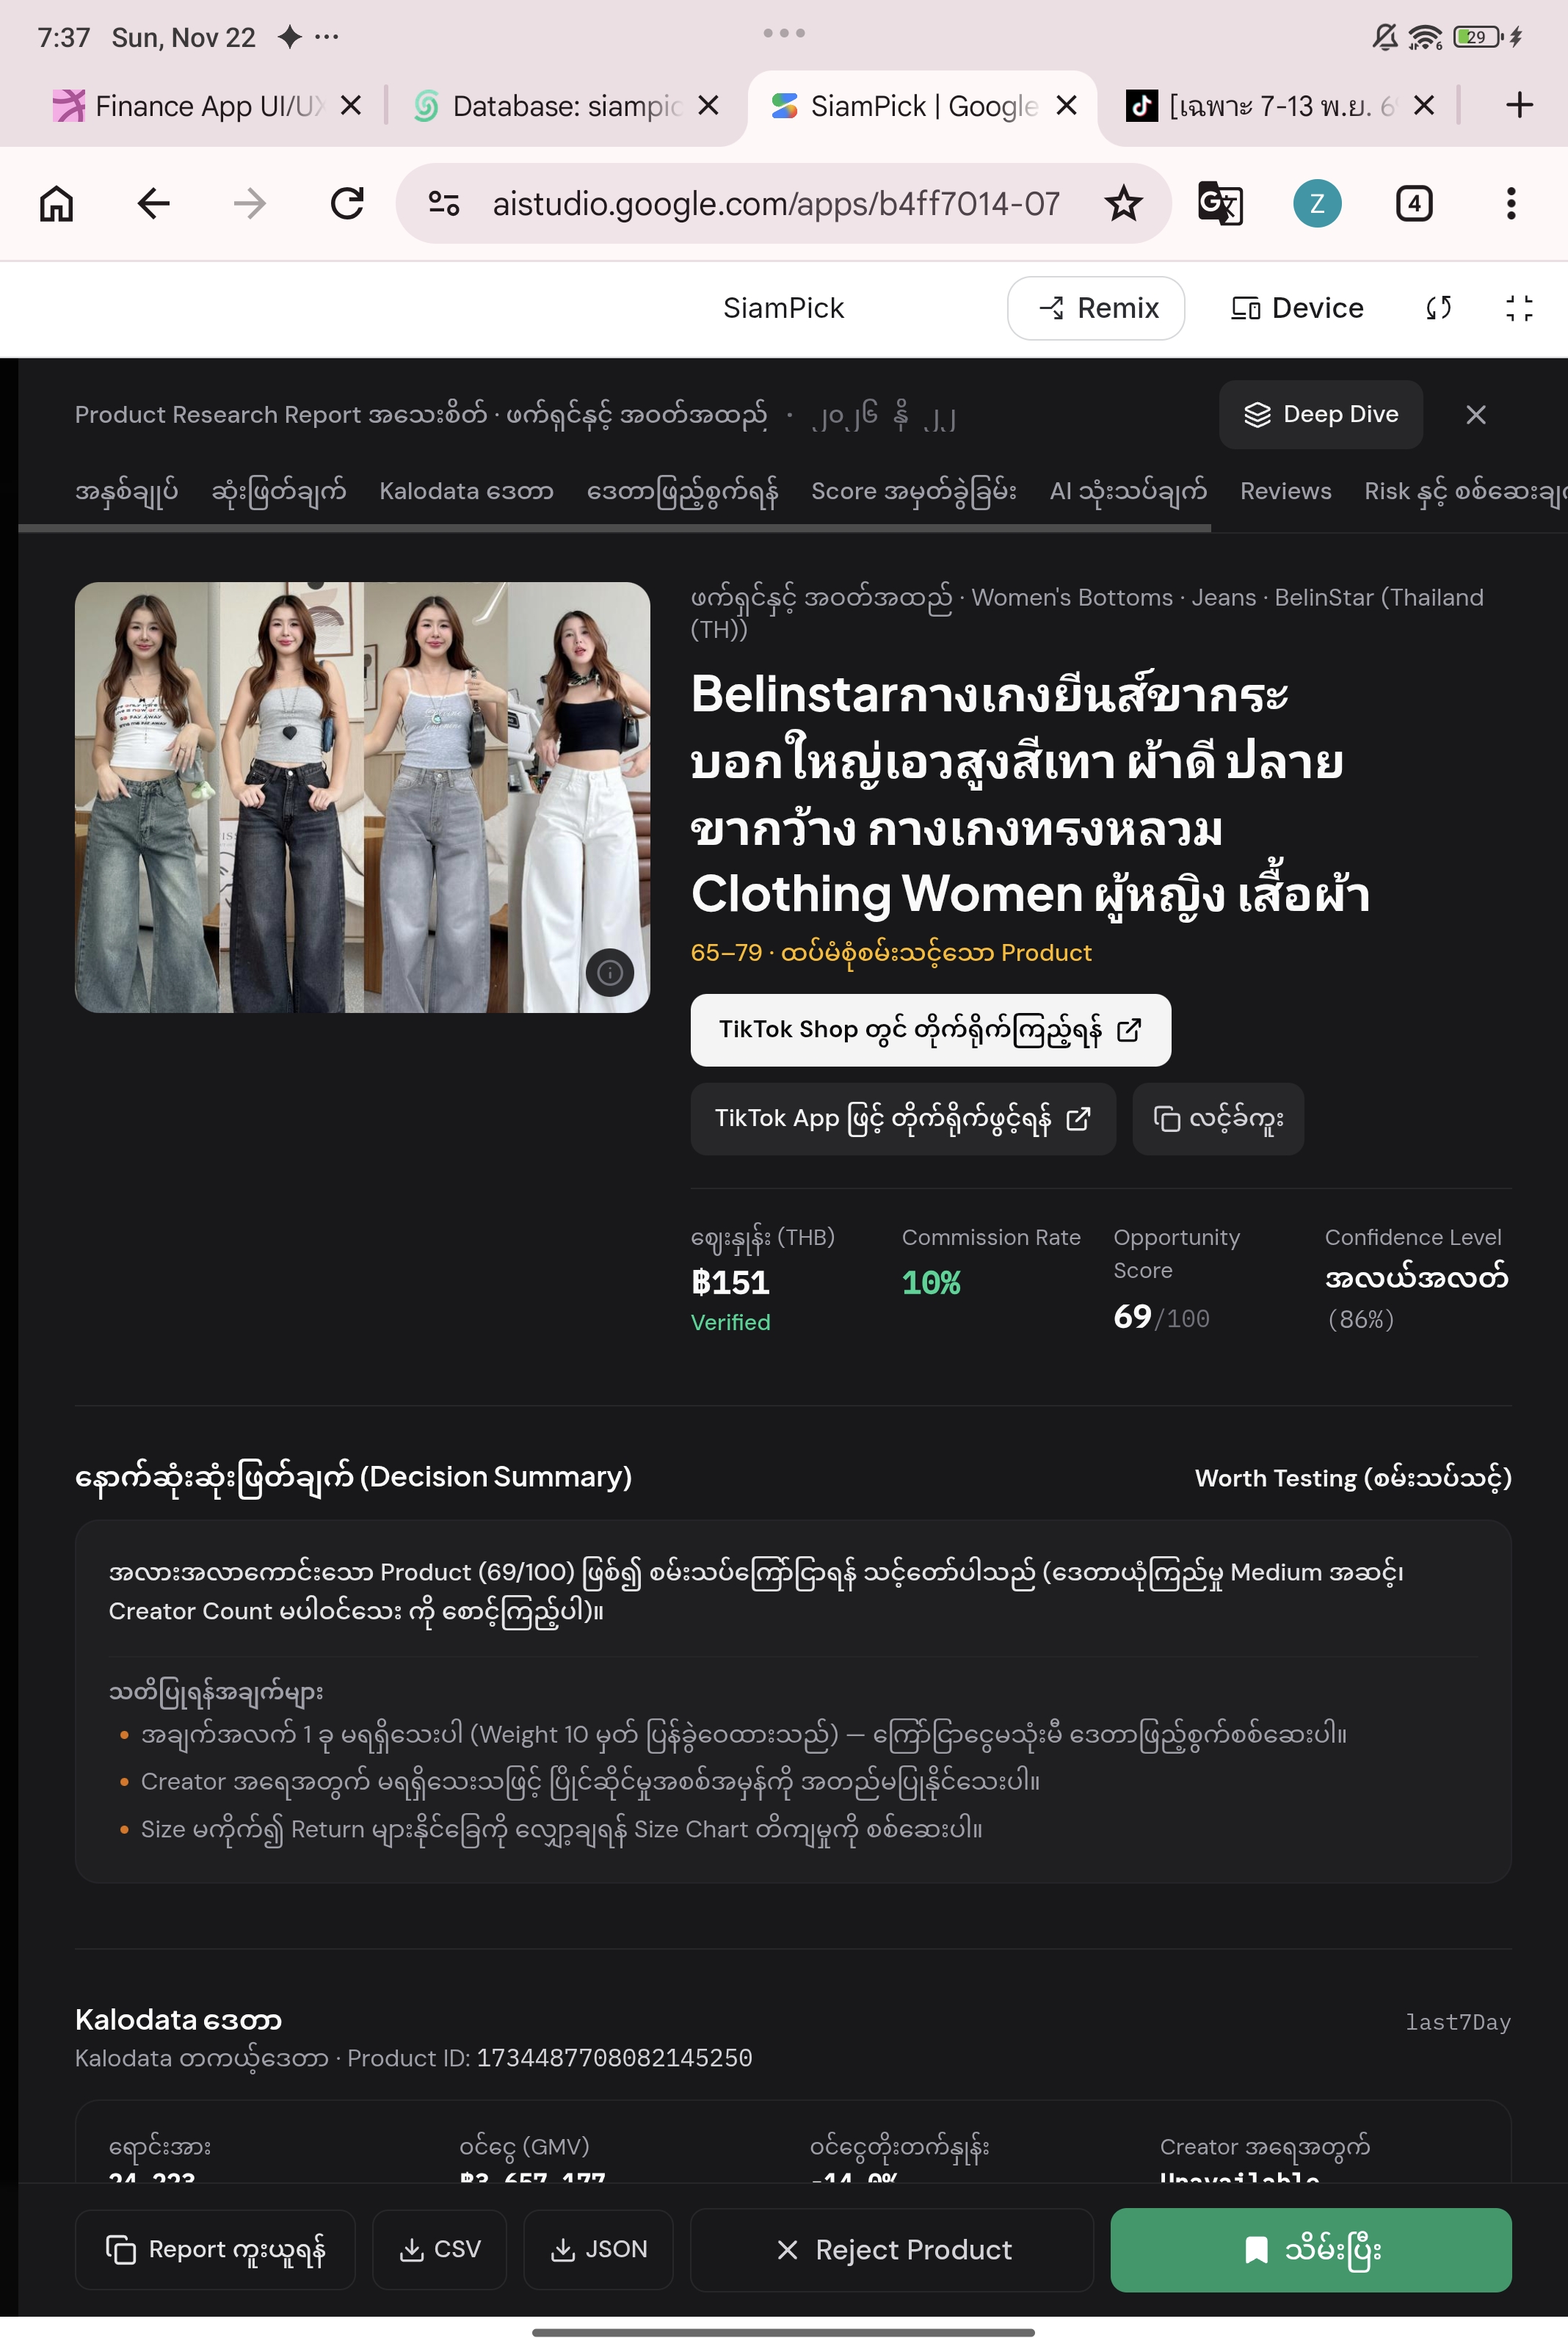 7:37 Sun, Nov 22
29
Finance App UI/UX
Database: siampic
SiamPick | Google
[เฉพาะ 7-13 พ.ย. 6
aistudio.google.com/apps/b4ff7014-07
Z
4
SiamPick
Remix
Device
Product Research Report အသေးစိတ် · ဖက်ရှင်နှင့် အဝတ်အထည် · ၂၀၂၆ နို ၂၂
Deep Dive
အနှစ်ချုပ် ဆုံးဖြတ်ချက် Kalodata ဒေတာ ဒေတာဖြည့်စွက်ရန် Score အမှတ်ခွဲခြမ်း AI သုံးသပ်ချက် Reviews Risk နှင့် စစ်ဆေးချက်
ဖက်ရှင်နှင့် အဝတ်အထည် · Women's Bottoms · Jeans · BelinStar (Thailand
(TH))
Belinstarกางเกงยีนส์ขากระ
บอกใหญ่เอวสูงสีเทา ผ้าดี ปลาย
ขากว้าง กางเกงทรงหลวม
Clothing Women ผู้หญิง เสื้อผ้า
65–79 · ထပ်မံစုံစမ်းသင့်သော Product
TikTok Shop တွင် တိုက်ရိုက်ကြည့်ရန်
TikTok App ဖြင့် တိုက်ရိုက်ဖွင့်ရန်
လင့်ခ်ကူး
ဈေးနှုန်း (THB)
฿151
Verified
Commission Rate
10%
Opportunity
Score
69/100
Confidence Level
အလယ်အလတ်
(86%)
နောက်ဆုံးဆုံးဖြတ်ချက် (Decision Summary)
Worth Testing (စမ်းသပ်သင့်)
အလားအလာကောင်းသော Product (69/100) ဖြစ်၍ စမ်းသပ်ကြော်ငြာရန် သင့်တော်ပါသည် (ဒေတာယုံကြည်မှု Medium အဆင့်၊
Creator Count မပါဝင်သေး ကို စောင့်ကြည့်ပါ)။
သတိပြုရန်အချက်များ
• အချက်အလက် 1 ခု မရရှိသေးပါ (Weight 10 မှတ် ပြန်ခွဲဝေထားသည်) — ကြော်ငြာငွေမသုံးမီ ဒေတာဖြည့်စွက်စစ်ဆေးပါ။
• Creator အရေအတွက် မရရှိသေးသဖြင့် ပြိုင်ဆိုင်မှုအစစ်အမှန်ကို အတည်မပြုနိုင်သေးပါ။
• Size မကိုက်၍ Return များနိုင်ခြေကို လျှော့ချရန် Size Chart တိကျမှုကို စစ်ဆေးပါ။
Kalodata ဒေတာ
last7Day
Kalodata တကယ့်ဒေတာ · Product ID: 1734487708082145250
ရောင်းအား
24,223
ဝင်ငွေ (GMV)
฿3,657,177
ဝင်ငွေတိုးတက်နှုန်း
-14.0%
Creator အရေအတွက်
Unavailable
Report ကူးယူရန်
CSV
JSON
Reject Product
သိမ်းပြီး